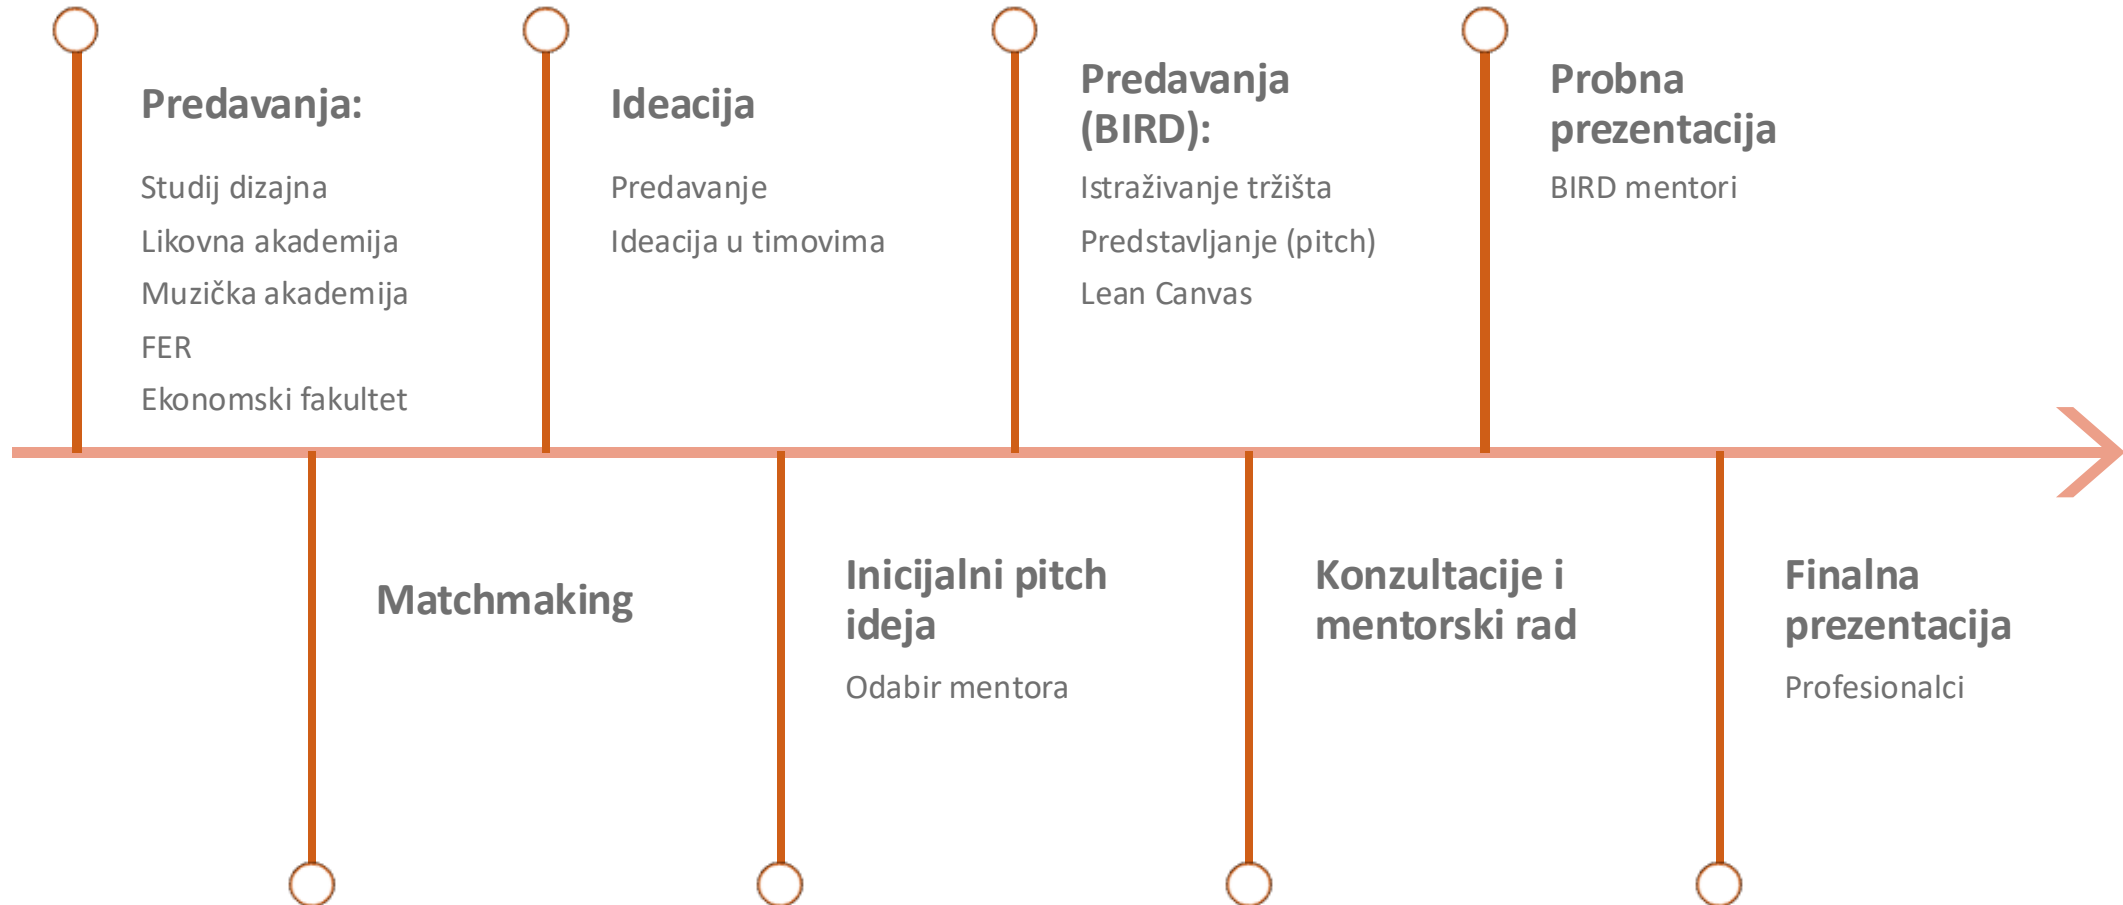 Predavanja:
Studij dizajna
Likovna akademija
Muzička akademija
FER
Ekonomski fakultet
Matchmaking
Ideacija
Predavanje
Ideacija u timovima
Inicijalni pitch
ideja
Odabir mentora
Predavanja
(BIRD):
Istraživanje tržišta
Predstavljanje (pitch)
Lean Canvas
Konzultacije i
mentorski rad
Probna
prezentacija
BIRD mentori
Finalna
prezentacija
Profesionalci